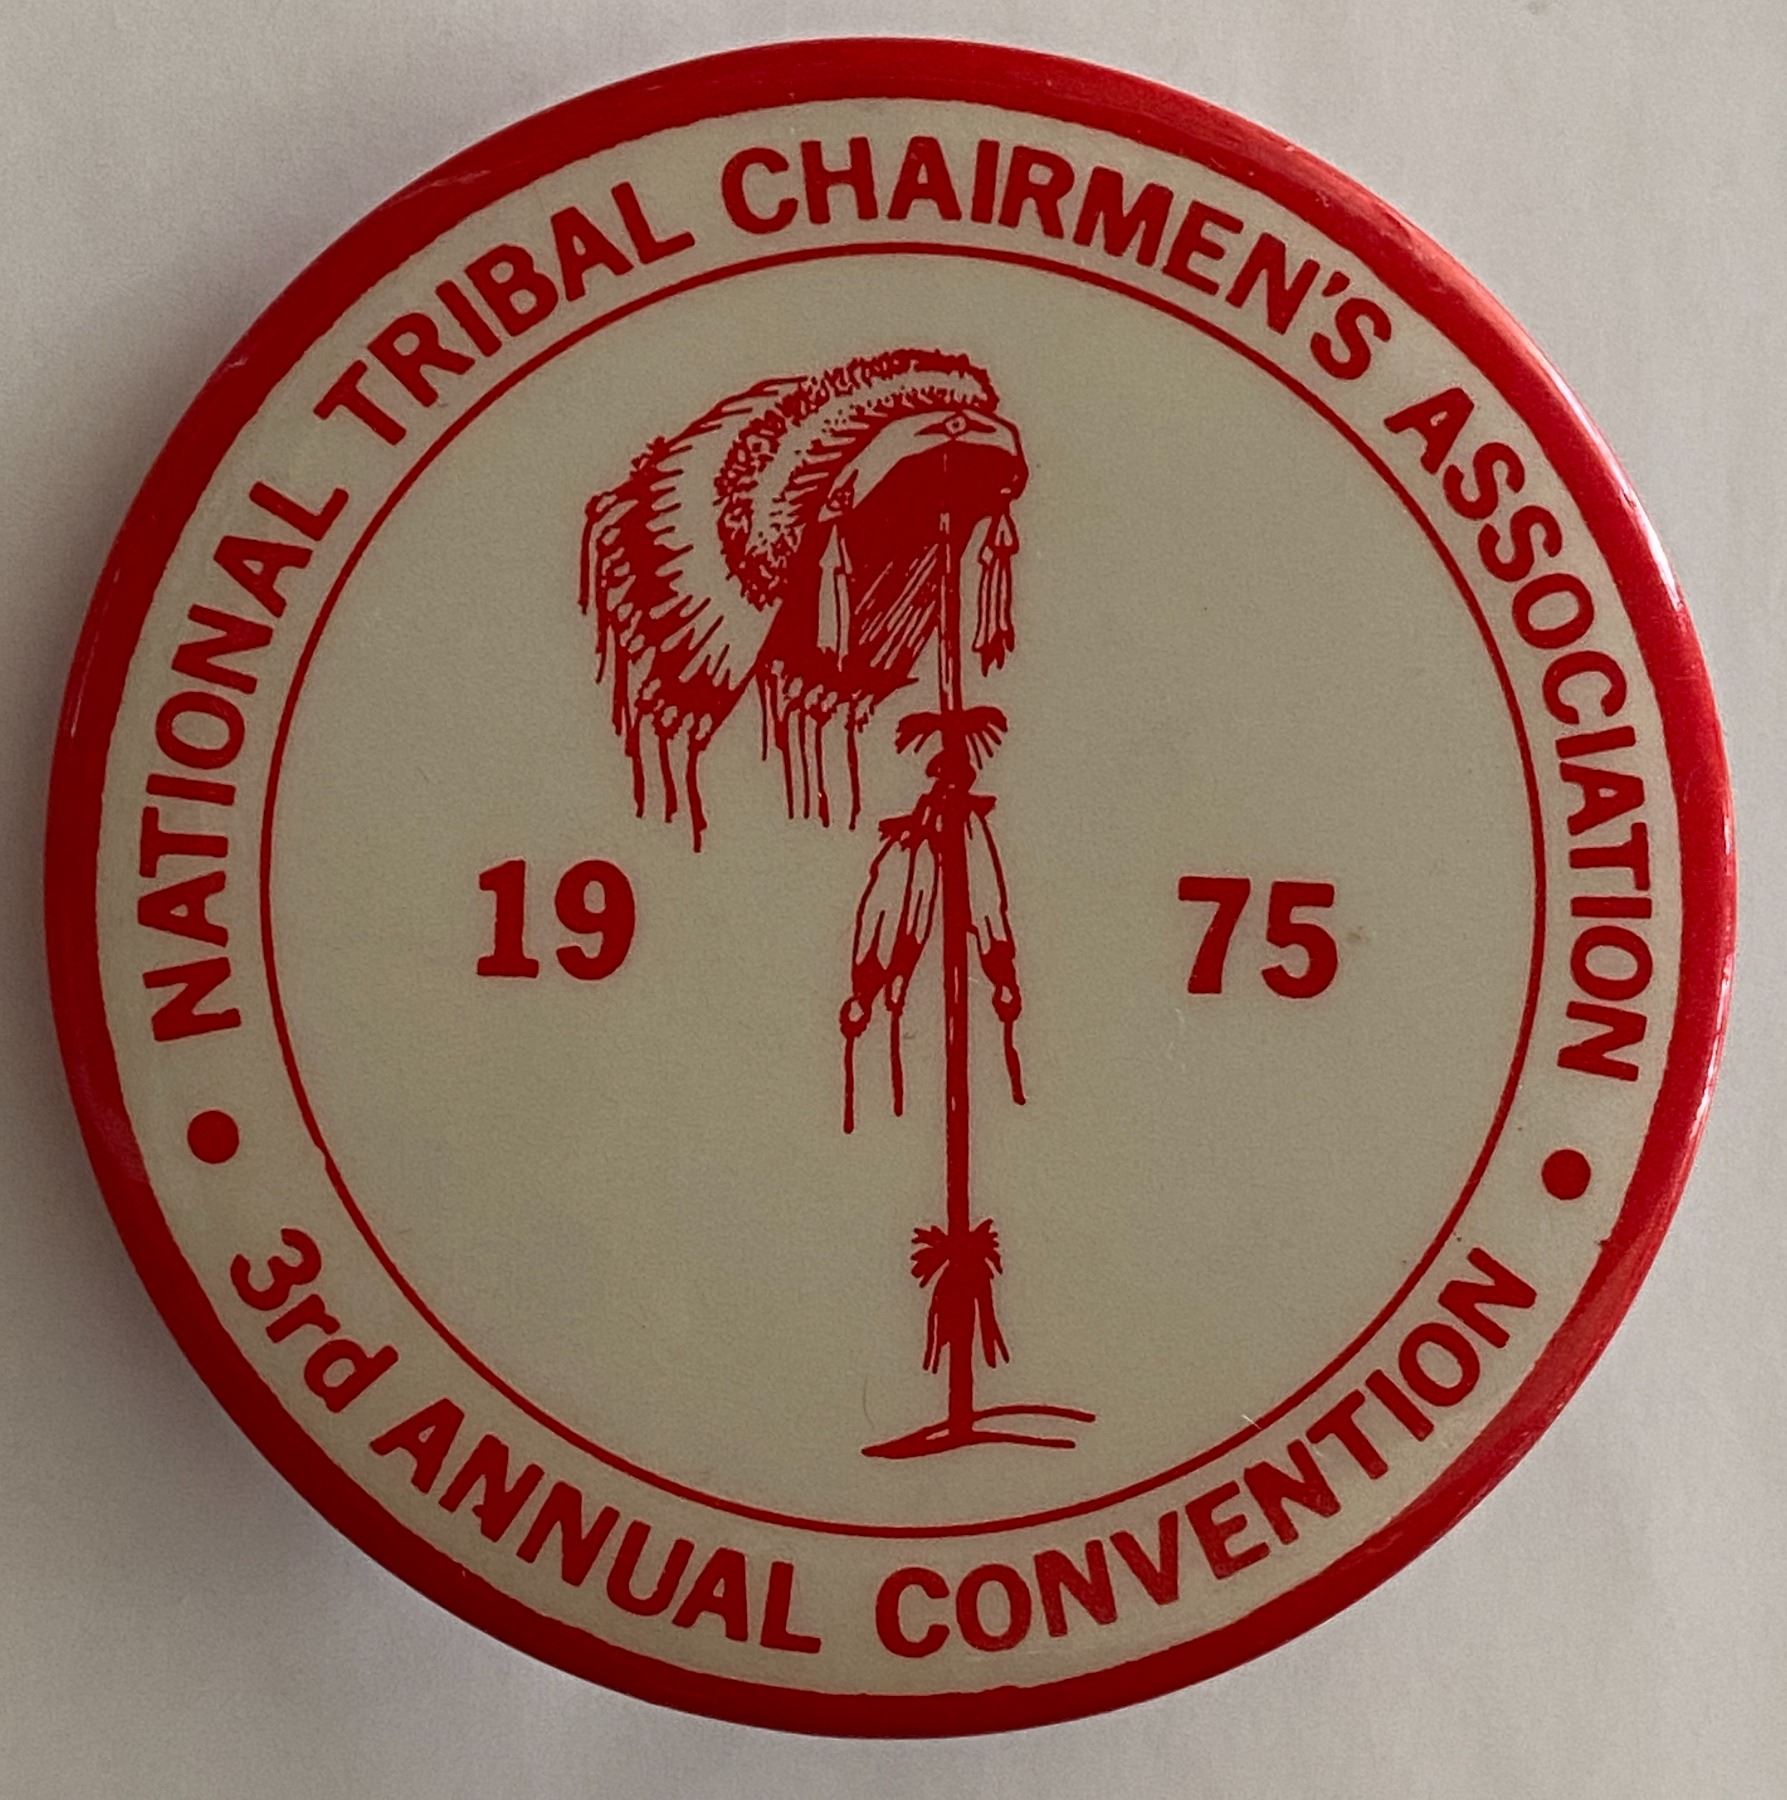 NATIONAL TRIBAL CHAIRMEN'S ASSOCIATION
19 75
3rd ANNUAL CONVENTION